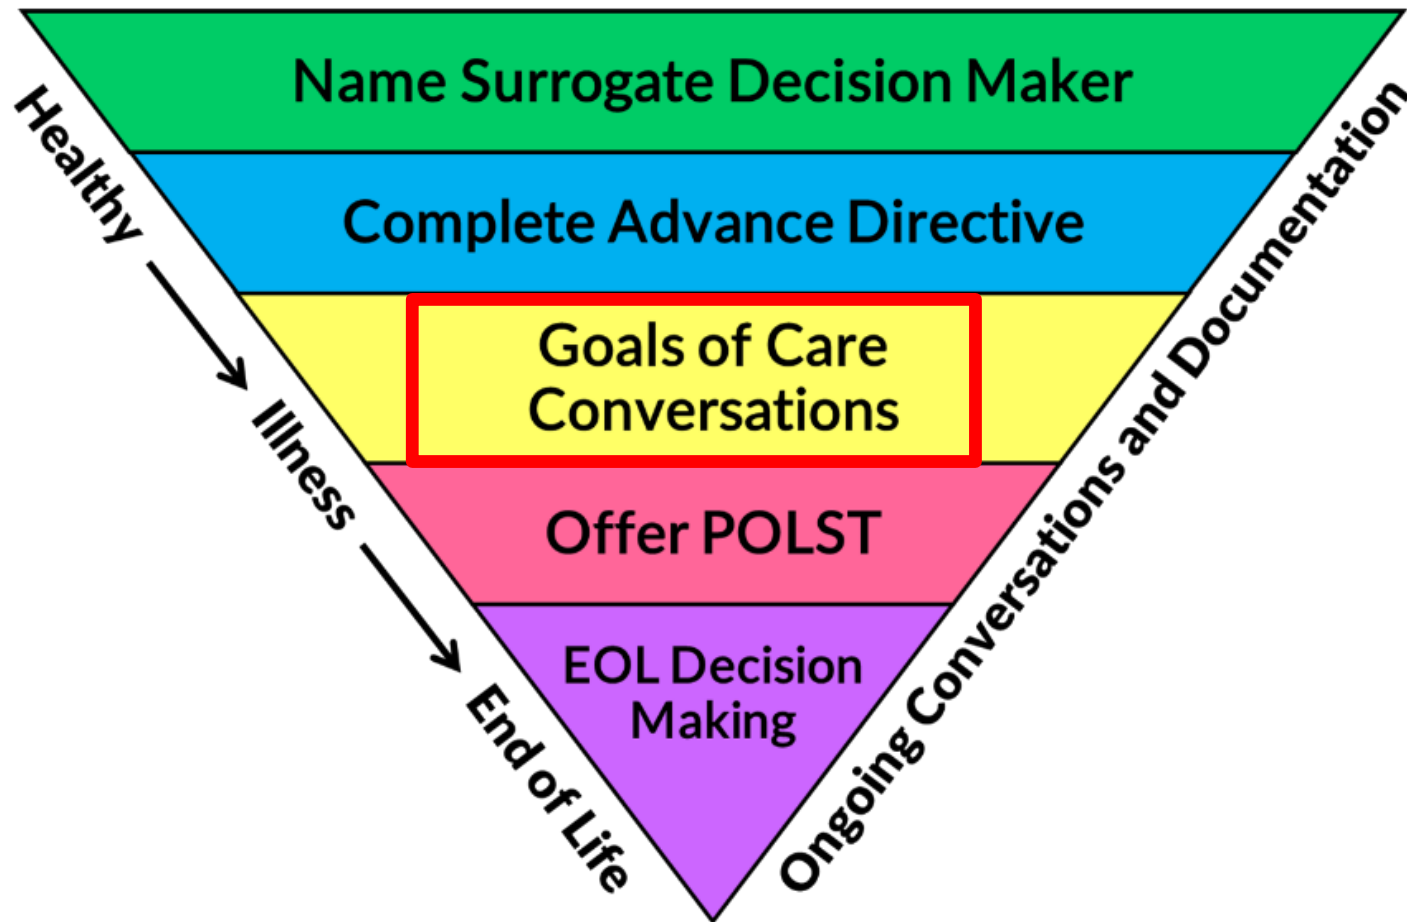 Name Surrogate Decision Maker
Complete Advance Directive
Goals of Care
Conversations
Offer POLST
EOL Decision
Making
Healthy
Illness
End of Life
Ongoing Conversations and Documentation